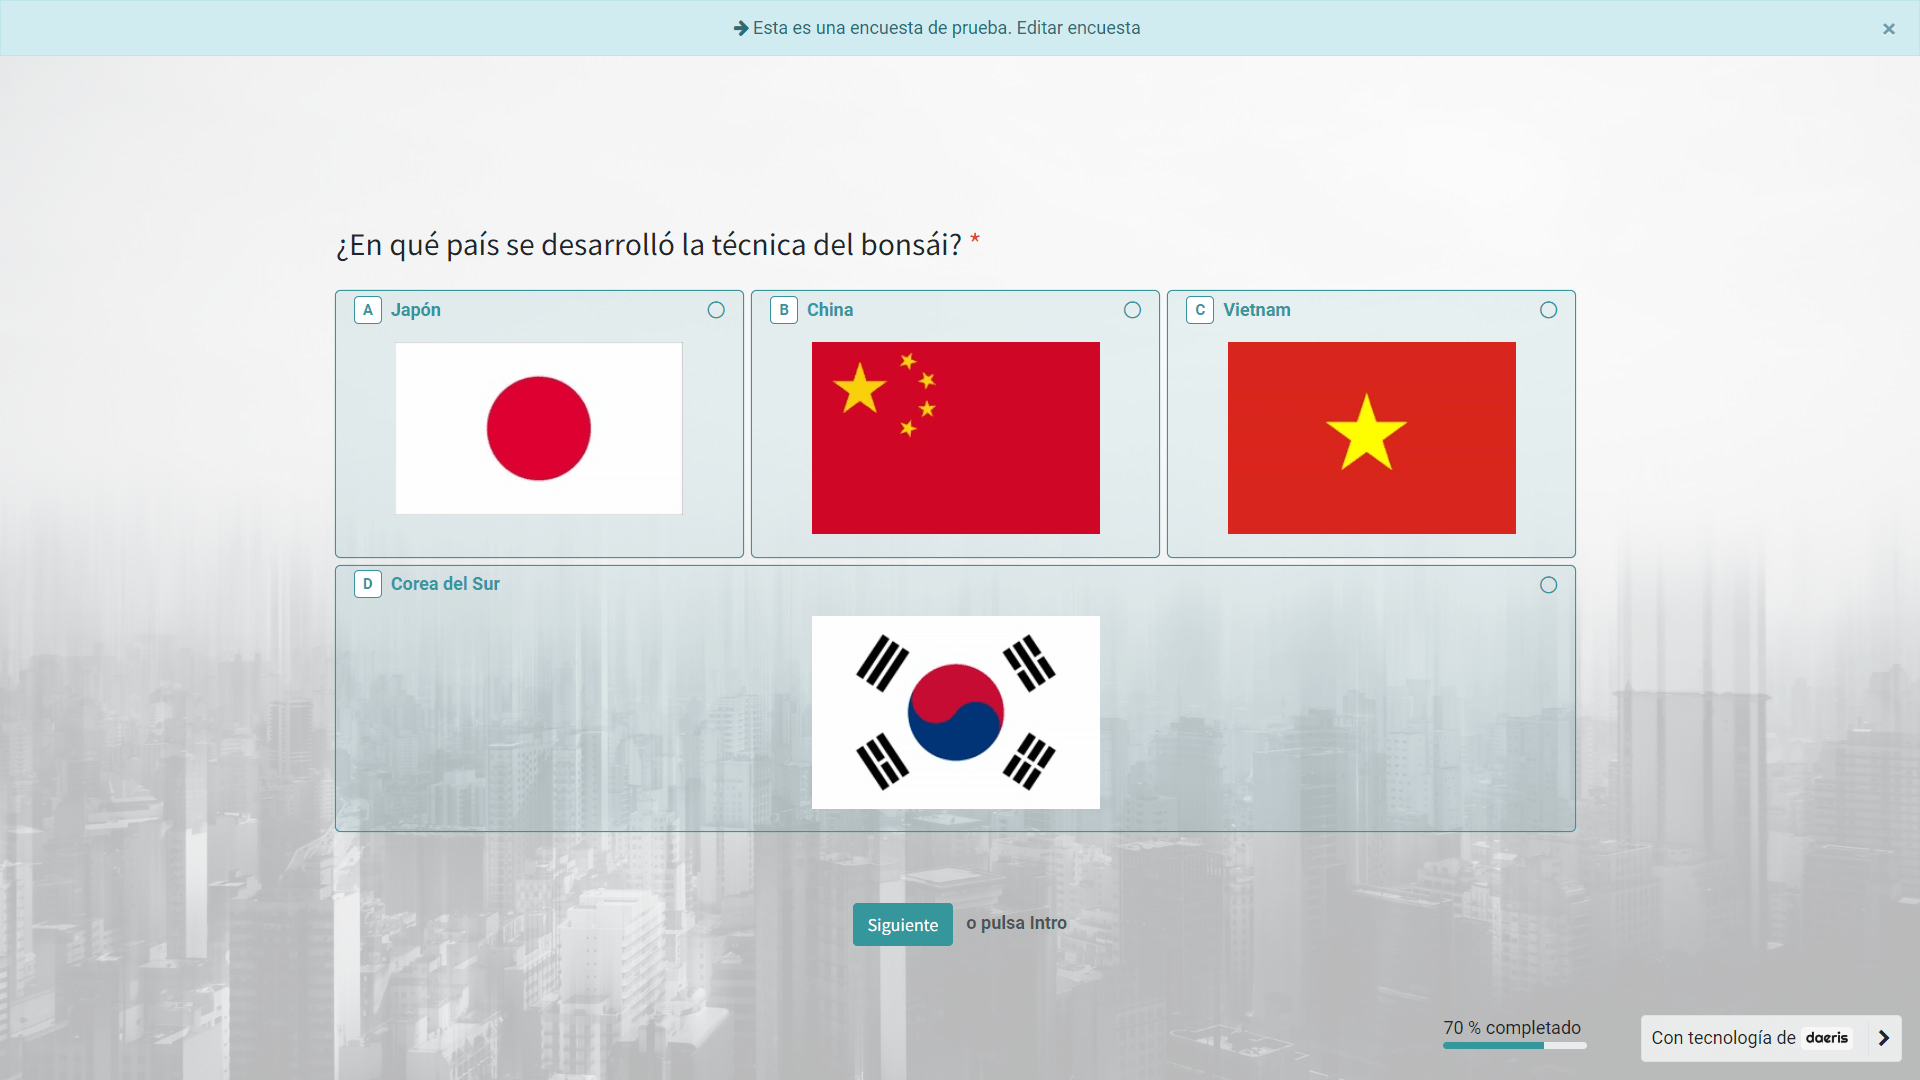 Esta es una encuesta de prueba. Editar encuesta
×
¿En qué país se desarrolló la técnica del bonsái? *
A Japón
B China
C Vietnam
D Corea del Sur
Siguiente o pulsa Intro
70 % completado
Con tecnología de daeris